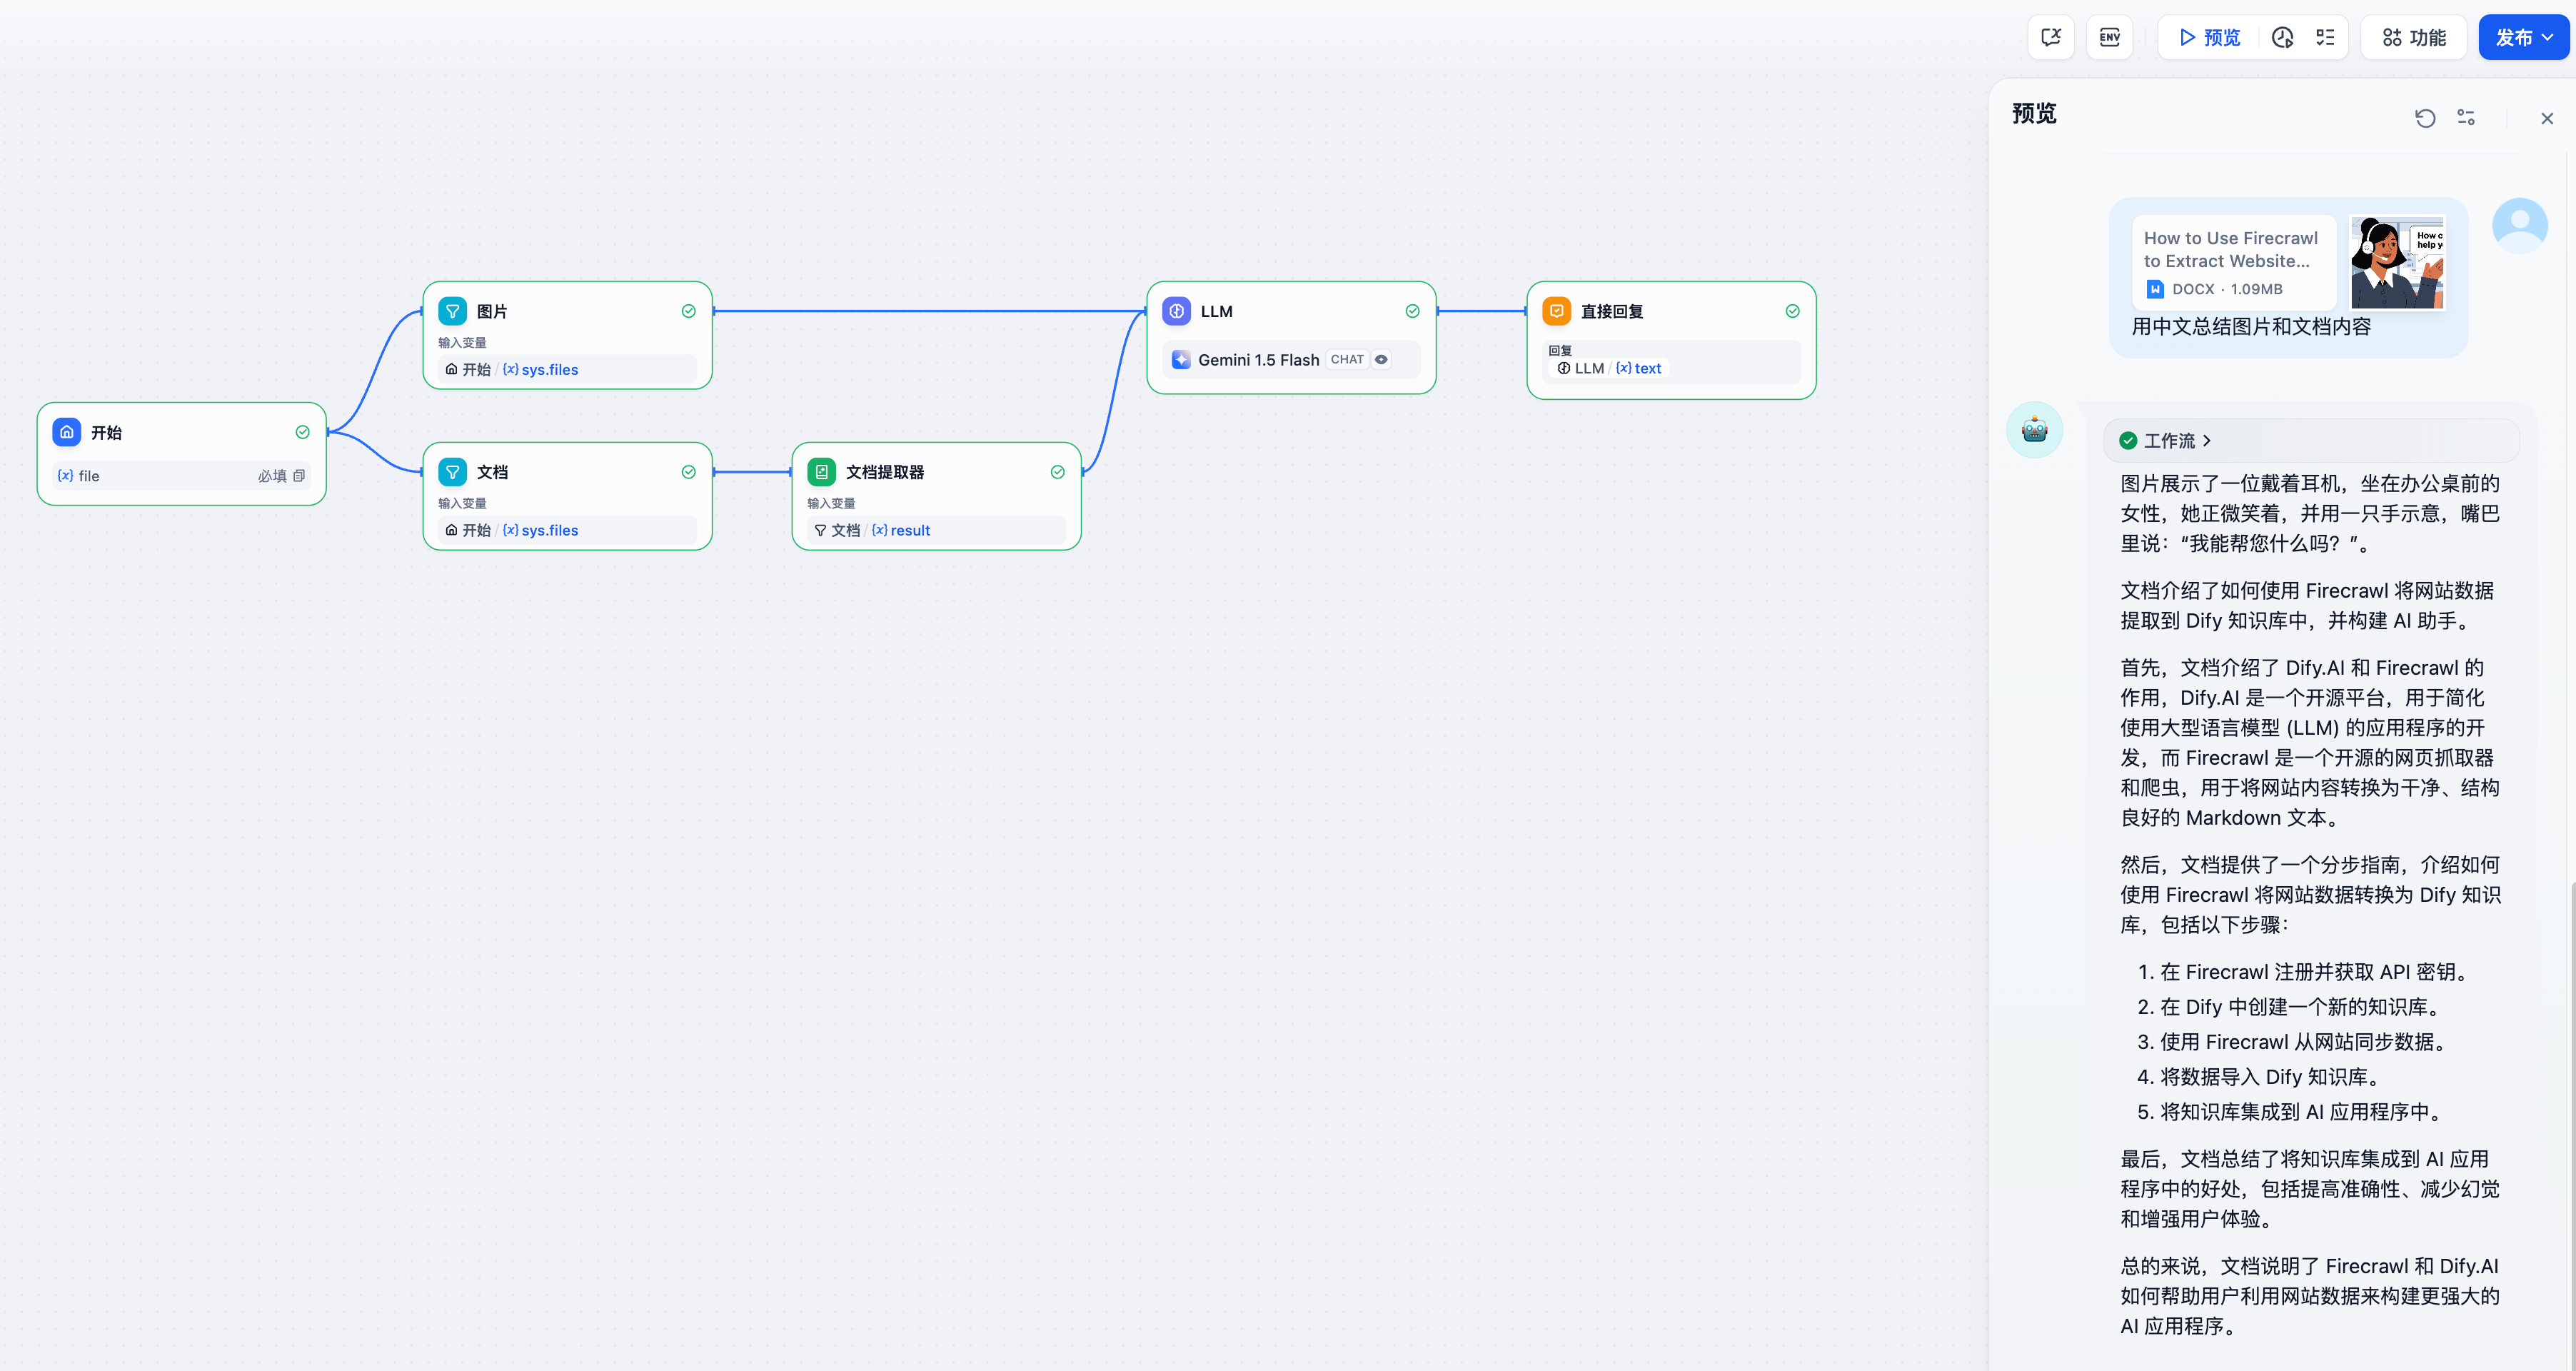 ENV
预览
功能
发布
开始
{x} file
必填
图片
输入变量
开始 / {x} sys.files
文档
输入变量
开始 / {x} sys.files
文档提取器
输入变量
文档 / {x} result
LLM
Gemini 1.5 Flash CHAT
直接回复
回复
LLM / {x} text
预览
How to Use Firecrawl
to Extract Website...
W DOCX · 1.09MB
How c
help y
用中文总结图片和文档内容
工作流
图片展示了一位戴着耳机，坐在办公桌前的
女性，她正微笑着，并用一只手示意，嘴巴
里说：“我能帮您什么吗？”。
文档介绍了如何使用 Firecrawl 将网站数据
提取到 Dify 知识库中，并构建 AI 助手。
首先，文档介绍了 Dify.AI 和 Firecrawl 的
作用，Dify.AI 是一个开源平台，用于简化
使用大型语言模型 (LLM) 的应用程序的开
发，而 Firecrawl 是一个开源的网页抓取器
和爬虫，用于将网站内容转换为干净、结构
良好的 Markdown 文本。
然后，文档提供了一个分步指南，介绍如何
使用 Firecrawl 将网站数据转换为 Dify 知识
库，包括以下步骤：
1. 在 Firecrawl 注册并获取 API 密钥。
2. 在 Dify 中创建一个新的知识库。
3. 使用 Firecrawl 从网站同步数据。
4. 将数据导入 Dify 知识库。
5. 将知识库集成到 AI 应用程序中。
最后，文档总结了将知识库集成到 AI 应用
程序中的好处，包括提高准确性、减少幻觉
和增强用户体验。
总的来说，文档说明了 Firecrawl 和 Dify.AI
如何帮助用户利用网站数据来构建更强大的
AI 应用程序。